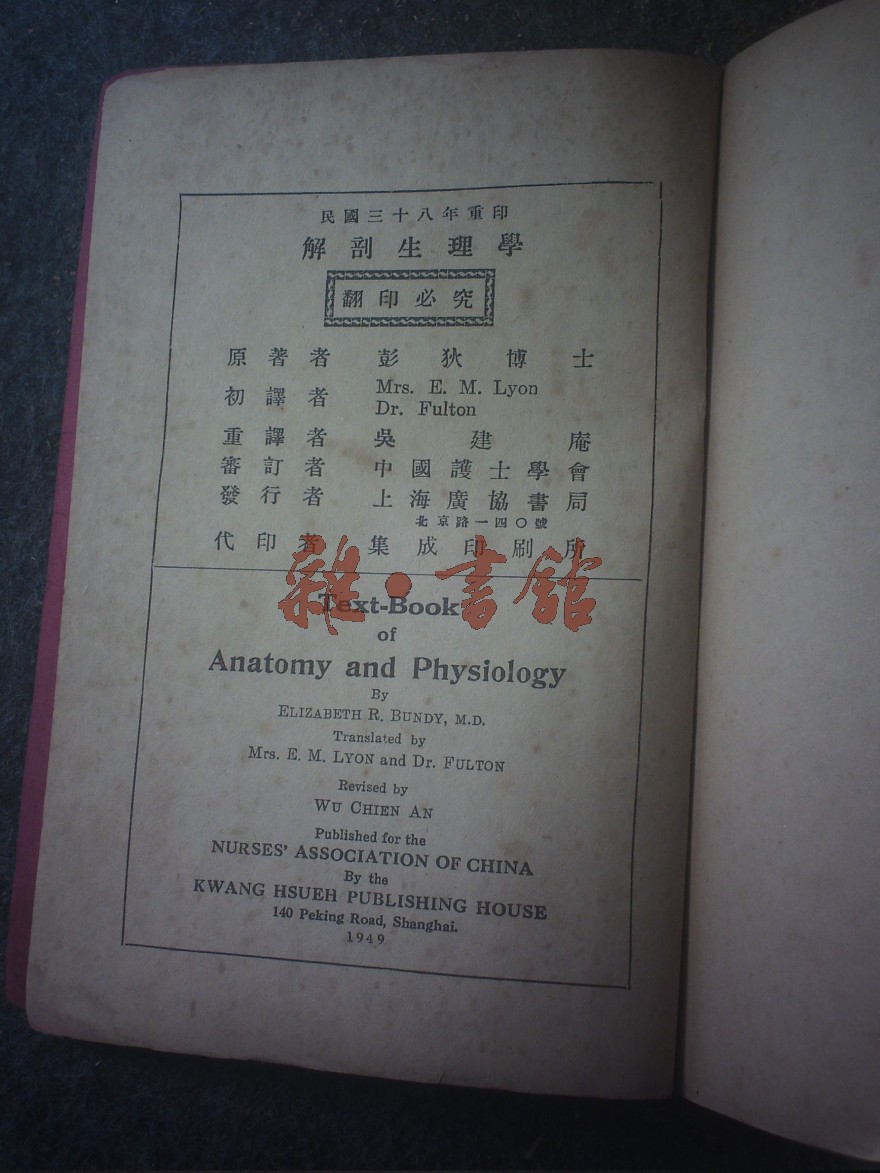 民國三十八年重印
解剖生理學
翻印必究
原著者 彭狄博士
初譯者 Mrs. E. M. Lyon
Dr. Fulton
重譯者 吳建庵
審訂者 中國護士學會
發行者 上海廣協書局
北京路一四〇號
代印者 集成印刷所
雜·書館
Text-Book
of
Anatomy and Physiology
By
ELIZABETH R. BUNDY, M.D.
Translated by
Mrs. E. M. LYON and Dr. FULTON
Revised by
WU CHIEN AN
Published for the
NURSES' ASSOCIATION OF CHINA
By the
KWANG HSUEH PUBLISHING HOUSE
140 Peking Road, Shanghai.
1949